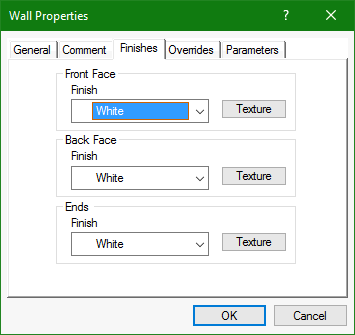 Wall Properties ?
General Comment Finishes Overrides Parameters
Front Face
Finish
White Texture
Back Face
Finish
White Texture
Ends
Finish
White Texture
OK Cancel